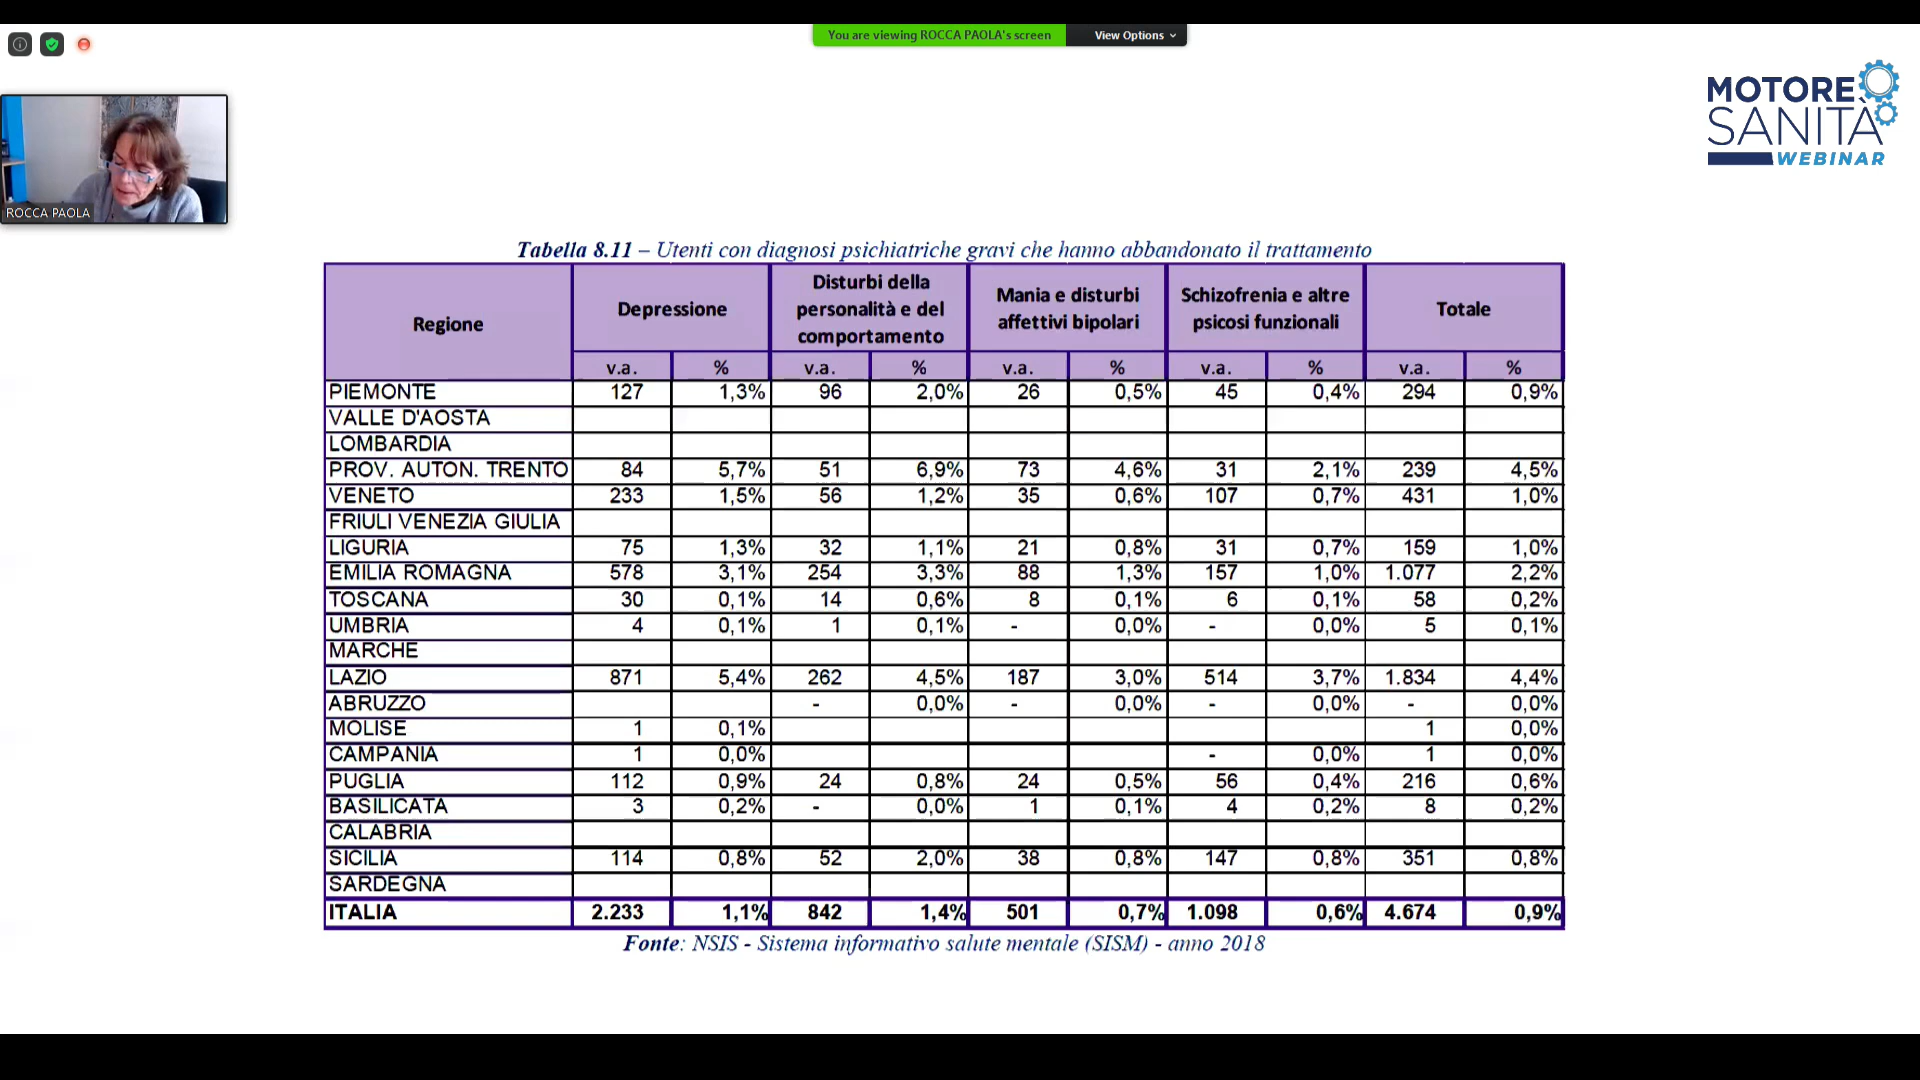 You are viewing ROCCA PAOLA's screen View Options
MOTORE
SANITÀ
WEBINAR
ROCCA PAOLA
Tabella 8.11 – Utenti con diagnosi psichiatriche gravi che hanno abbandonato il trattamento
Regione Depressione Disturbi della personalità e del comportamento Mania e disturbi affettivi bipolari Schizofrenia e altre psicosi funzionali Totale
v.a. % v.a. % v.a. % v.a. % v.a. %
PIEMONTE 127 1,3% 96 2,0% 26 0,5% 45 0,4% 294 0,9%
VALLE D'AOSTA
LOMBARDIA
PROV. AUTON. TRENTO 84 5,7% 51 6,9% 73 4,6% 31 2,1% 239 4,5%
VENETO 233 1,5% 56 1,2% 35 0,6% 107 0,7% 431 1,0%
FRIULI VENEZIA GIULIA
LIGURIA 75 1,3% 32 1,1% 21 0,8% 31 0,7% 159 1,0%
EMILIA ROMAGNA 578 3,1% 254 3,3% 88 1,3% 157 1,0% 1.077 2,2%
TOSCANA 30 0,1% 14 0,6% 8 0,1% 6 0,1% 58 0,2%
UMBRIA 4 0,1% 1 0,1% - 0,0% - 0,0% 5 0,1%
MARCHE
LAZIO 871 5,4% 262 4,5% 187 3,0% 514 3,7% 1.834 4,4%
ABRUZZO - 0,0% - 0,0% - 0,0% - 0,0%
MOLISE 1 0,1% 1 0,0%
CAMPANIA 1 0,0% - 0,0% 1 0,0%
PUGLIA 112 0,9% 24 0,8% 24 0,5% 56 0,4% 216 0,6%
BASILICATA 3 0,2% - 0,0% 1 0,1% 4 0,2% 8 0,2%
CALABRIA
SICILIA 114 0,8% 52 2,0% 38 0,8% 147 0,8% 351 0,8%
SARDEGNA
ITALIA 2.233 1,1% 842 1,4% 501 0,7% 1.098 0,6% 4.674 0,9%
Fonte: NSIS - Sistema informativo salute mentale (SISM) - anno 2018